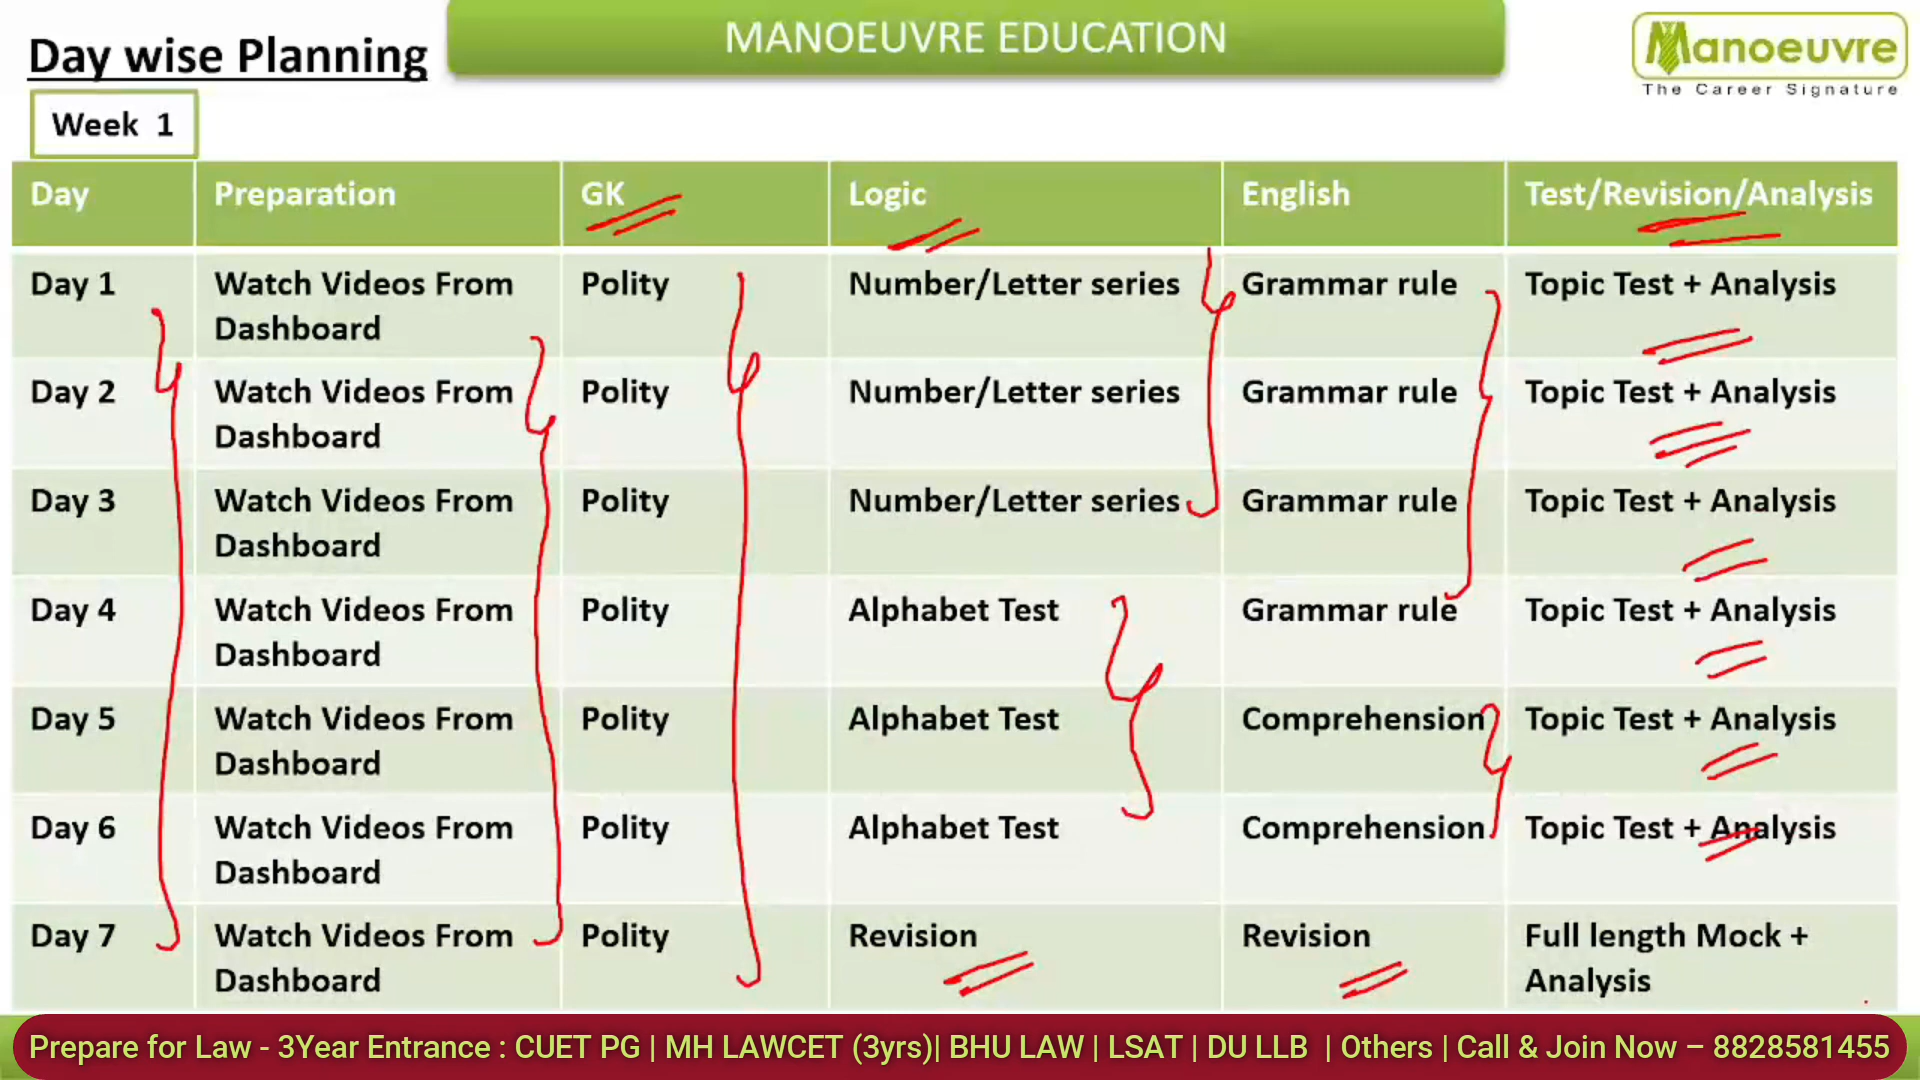 Day wise Planning
MANOEUVRE EDUCATION
Manoeuvre
The Career Signature
Week 1
Day Preparation GK Logic English Test/Revision/Analysis
Day 1 Watch Videos From Polity Number/Letter series Grammar rule Topic Test + Analysis
Dashboard
Day 2 Watch Videos From Polity Number/Letter series Grammar rule Topic Test + Analysis
Dashboard
Day 3 Watch Videos From Polity Number/Letter series Grammar rule Topic Test + Analysis
Dashboard
Day 4 Watch Videos From Polity Alphabet Test Grammar rule Topic Test + Analysis
Dashboard
Day 5 Watch Videos From Polity Alphabet Test Comprehension Topic Test + Analysis
Dashboard
Day 6 Watch Videos From Polity Alphabet Test Comprehension Topic Test + Analysis
Dashboard
Day 7 Watch Videos From Polity Revision Revision Full length Mock +
Dashboard Analysis
Prepare for Law - 3Year Entrance : CUET PG | MH LAWCET (3yrs)| BHU LAW | LSAT | DU LLB | Others | Call & Join Now – 8828581455